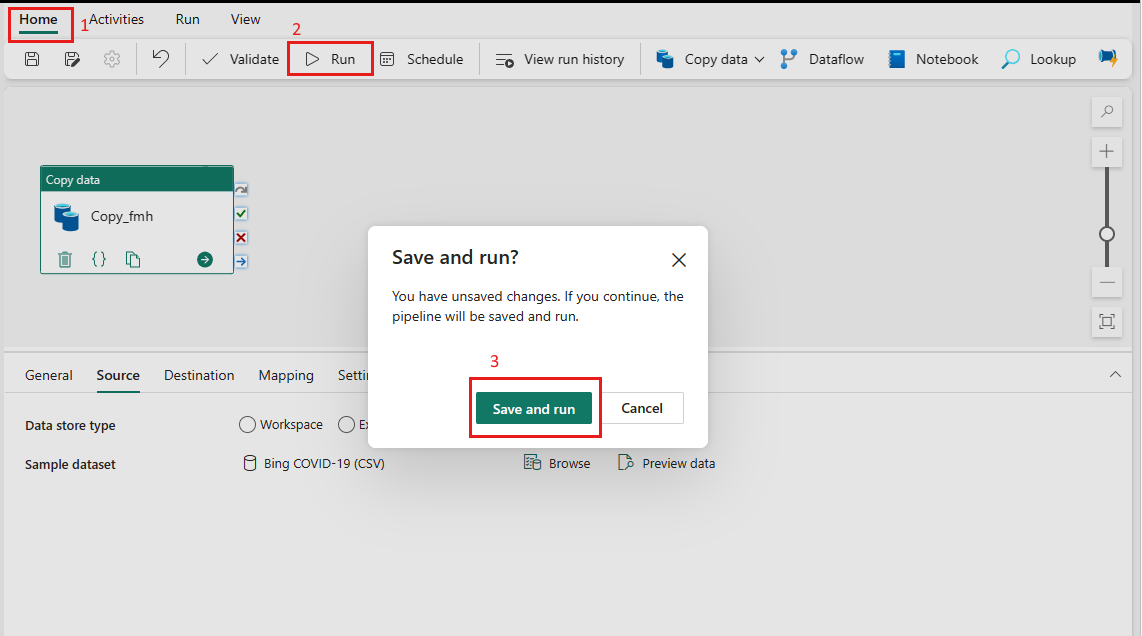 Home 1 Activities Run View
2
Validate Run Schedule View run history Copy data Dataflow Notebook Lookup
Copy data
Copy_fmh
{}
Save and run?
You have unsaved changes. If you continue, the
pipeline will be saved and run.
3
Save and run Cancel
General Source Destination Mapping
Data store type Workspace
Sample dataset Bing COVID-19 (CSV) Browse Preview data